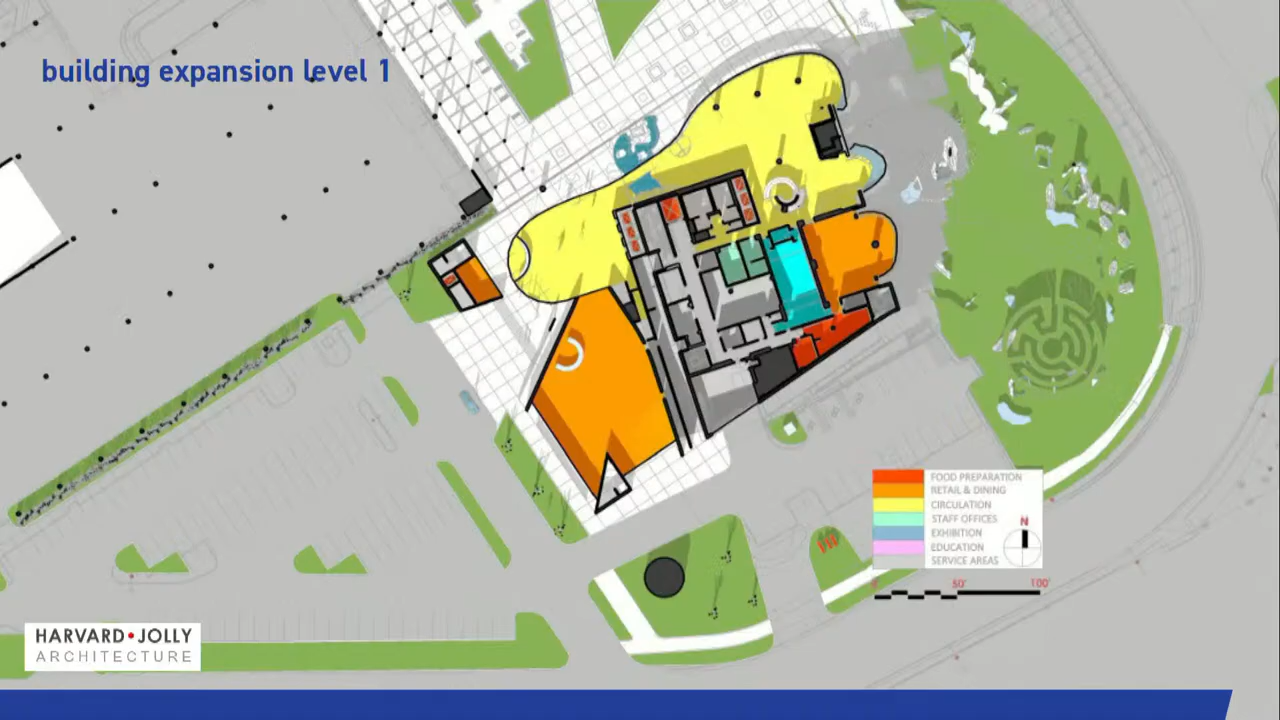 building expansion level 1
FOOD PREPARATION
RETAIL & DINING
CIRCULATION
STAFF OFFICES
EXHIBITION
EDUCATION
SERVICE AREAS
N
0 50' 100'
HARVARD•JOLLY
ARCHITECTURE